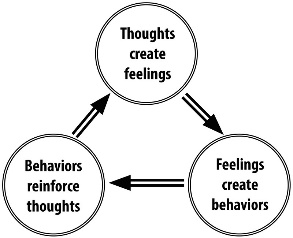 Thoughts
create
feelings
Feelings
create
behaviors
Behaviors
reinforce
thoughts